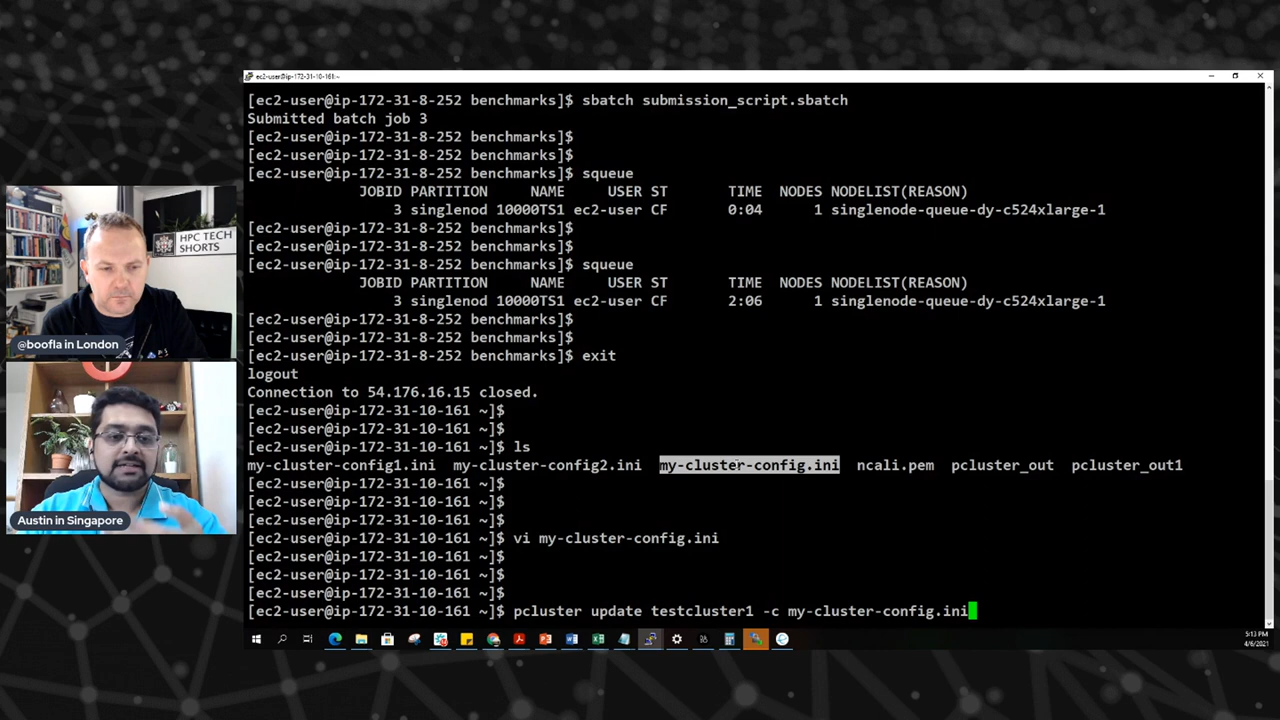 ec2-user@ip-172-31-10-161:~
[ec2-user@ip-172-31-8-252 benchmarks]$ sbatch submission_script.sbatch
Submitted batch job 3
[ec2-user@ip-172-31-8-252 benchmarks]$
[ec2-user@ip-172-31-8-252 benchmarks]$
[ec2-user@ip-172-31-8-252 benchmarks]$ squeue
JOBID PARTITION NAME USER ST TIME NODES NODELIST(REASON)
3 singlenod 10000TS1 ec2-user CF 0:04 1 singlenode-queue-dy-c524xlarge-1
[ec2-user@ip-172-31-8-252 benchmarks]$
[ec2-user@ip-172-31-8-252 benchmarks]$
[ec2-user@ip-172-31-8-252 benchmarks]$ squeue
JOBID PARTITION NAME USER ST TIME NODES NODELIST(REASON)
3 singlenod 10000TS1 ec2-user CF 2:06 1 singlenode-queue-dy-c524xlarge-1
[ec2-user@ip-172-31-8-252 benchmarks]$
[ec2-user@ip-172-31-8-252 benchmarks]$
[ec2-user@ip-172-31-8-252 benchmarks]$ exit
logout
Connection to 54.176.16.15 closed.
[ec2-user@ip-172-31-10-161 ~]$
[ec2-user@ip-172-31-10-161 ~]$
[ec2-user@ip-172-31-10-161 ~]$ ls
my-cluster-config1.ini my-cluster-config2.ini my-cluster-config.ini ncali.pem pcluster_out pcluster_out1
[ec2-user@ip-172-31-10-161 ~]$
[ec2-user@ip-172-31-10-161 ~]$
[ec2-user@ip-172-31-10-161 ~]$
[ec2-user@ip-172-31-10-161 ~]$ vi my-cluster-config.ini
[ec2-user@ip-172-31-10-161 ~]$
[ec2-user@ip-172-31-10-161 ~]$
[ec2-user@ip-172-31-10-161 ~]$
[ec2-user@ip-172-31-10-161 ~]$ pcluster update testcluster1 -c my-cluster-config.ini
5:13 PM
4/6/2021
HPC TECH
SHORTS
@boofla in London
Austin in Singapore